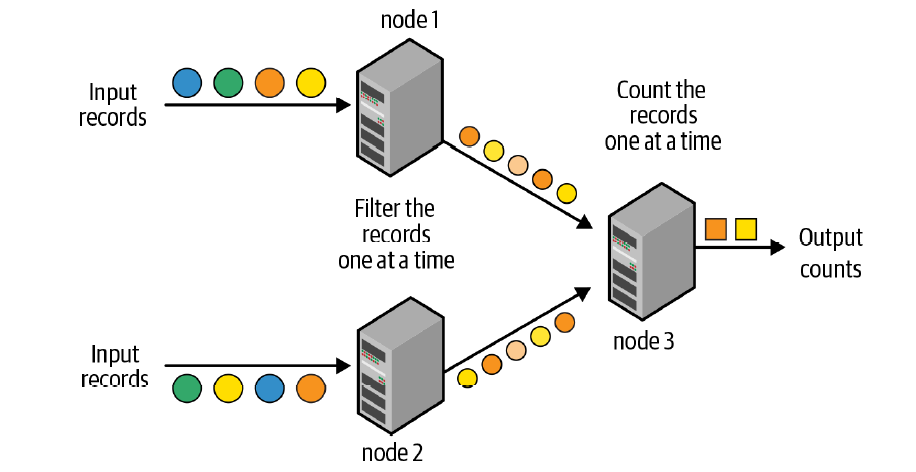 node 1
Input
records
Count the
records
one at a time
Filter the
records
one at a time
Output
counts
node 3
Input
records
node 2